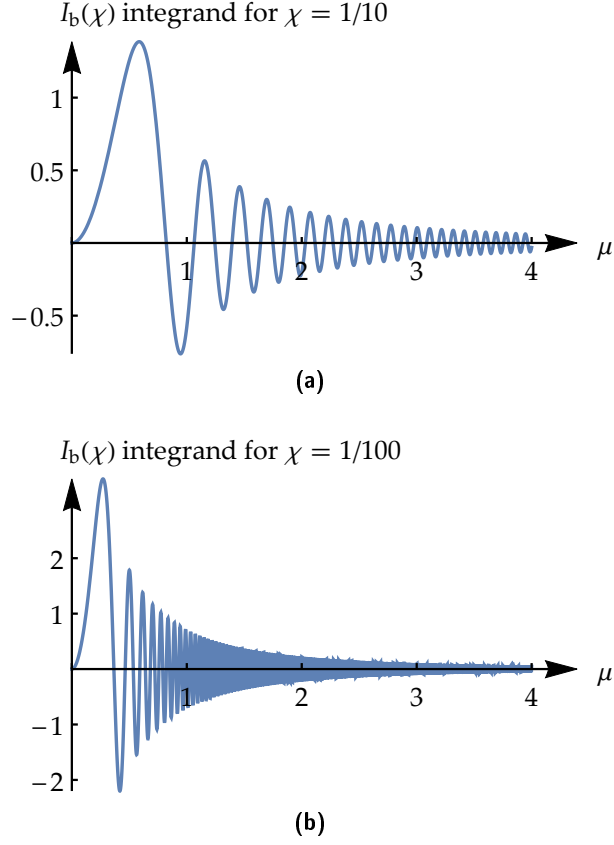 I_b(χ) integrand for χ = 1/10
1
0.5
−0.5
1
2
3
4
μ
(a)
I_b(χ) integrand for χ = 1/100
2
1
−1
−2
1
2
3
4
μ
(b)